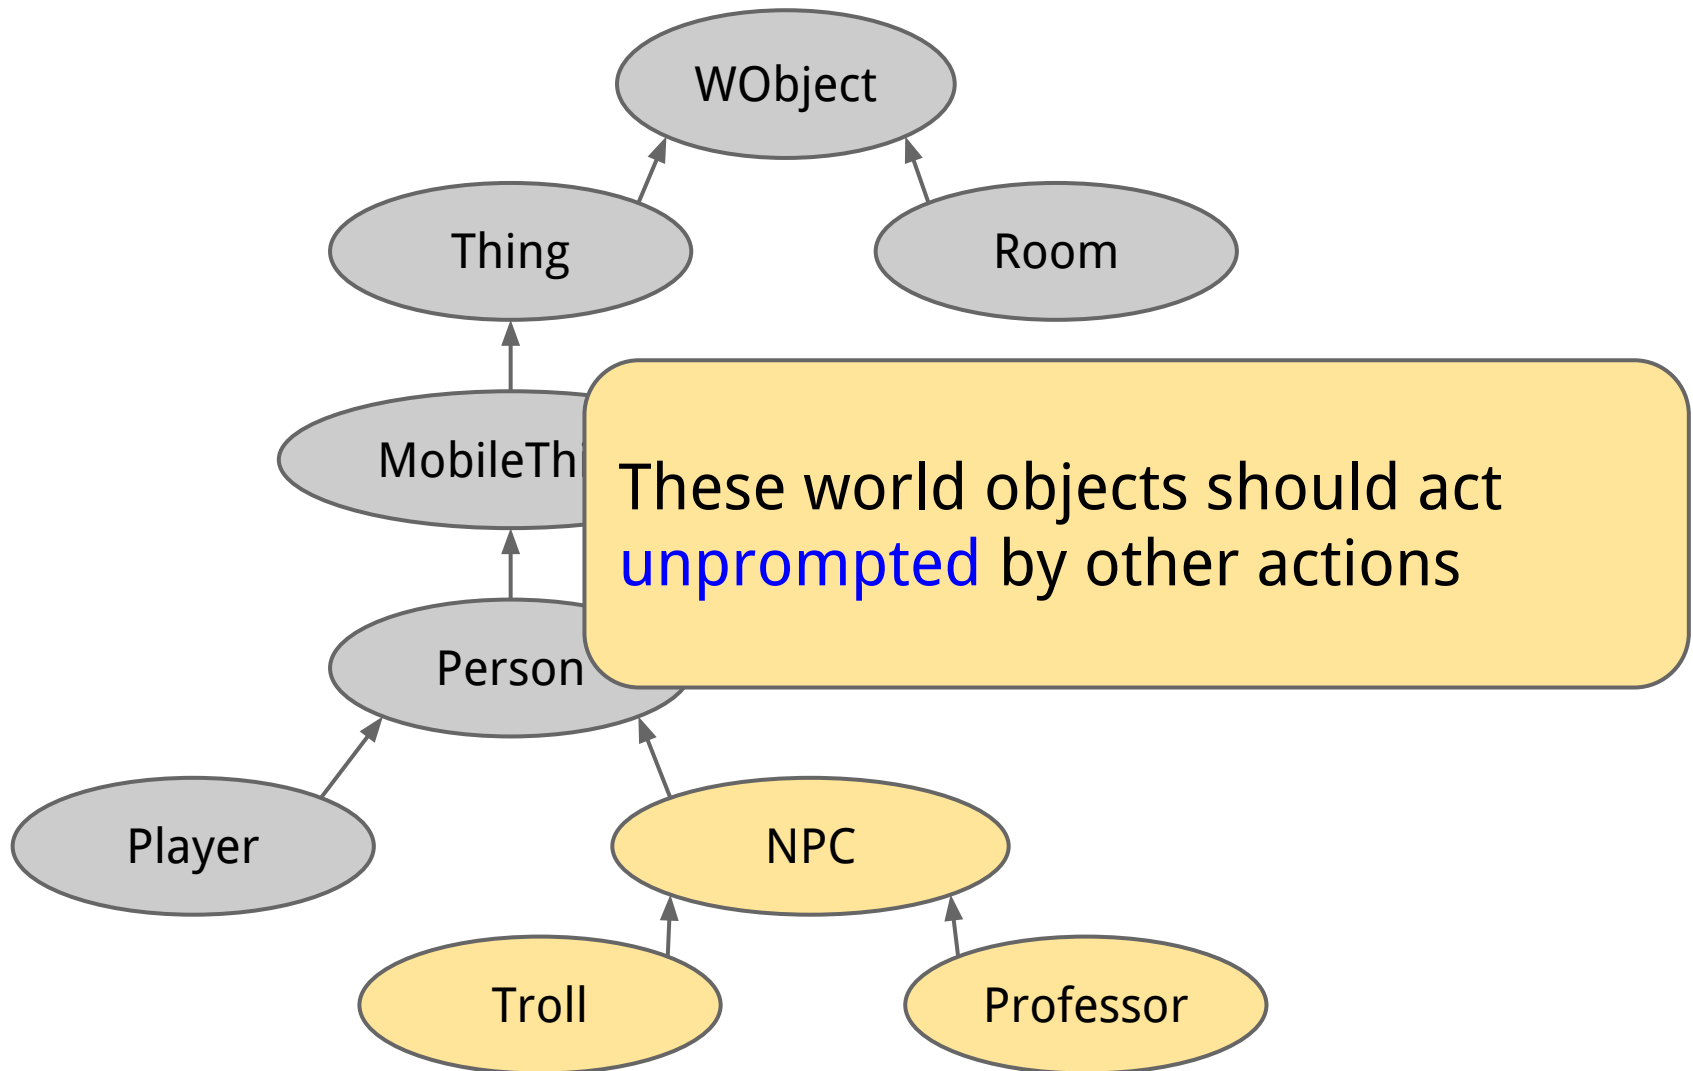 WObject
Thing
Room
MobileThi
These world objects should act
unprompted by other actions
Person
Player
NPC
Troll
Professor